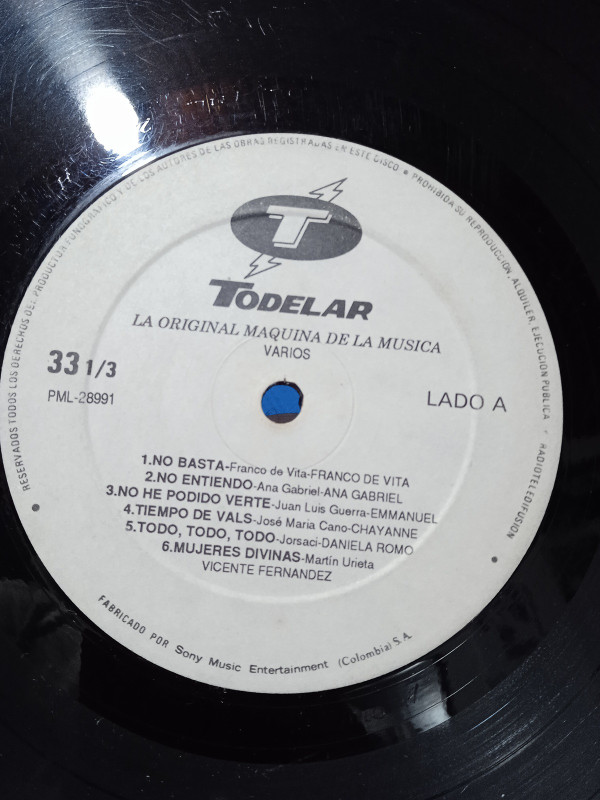 RESERVADOS TODOS LOS DERECHOS DEL PRODUCTOR FONOGRAFICO Y DE LOS AUTORES DE LAS OBRAS REGISTRADAS EN ESTE DISCO • PROHIBIDA SU REPRODUCCION, ALQUILER, EJECUCION PUBLICA Y RADIOTELEDIFUSION
T
TODELAR
LA ORIGINAL MAQUINA DE LA MUSICA
VARIOS
33 1/3
PML-28991
LADO A
1.NO BASTA-Franco de Vita-FRANCO DE VITA
2.NO ENTIENDO-Ana Gabriel-ANA GABRIEL
3.NO HE PODIDO VERTE-Juan Luis Guerra-EMMANUEL
4.TIEMPO DE VALS-José Maria Cano-CHAYANNE
5.TODO, TODO, TODO-Jorsaci-DANIELA ROMO
6.MUJERES DIVINAS-Martín Urieta
VICENTE FERNANDEZ
FABRICADO POR Sony Music Entertainment (Colombia) S.A.